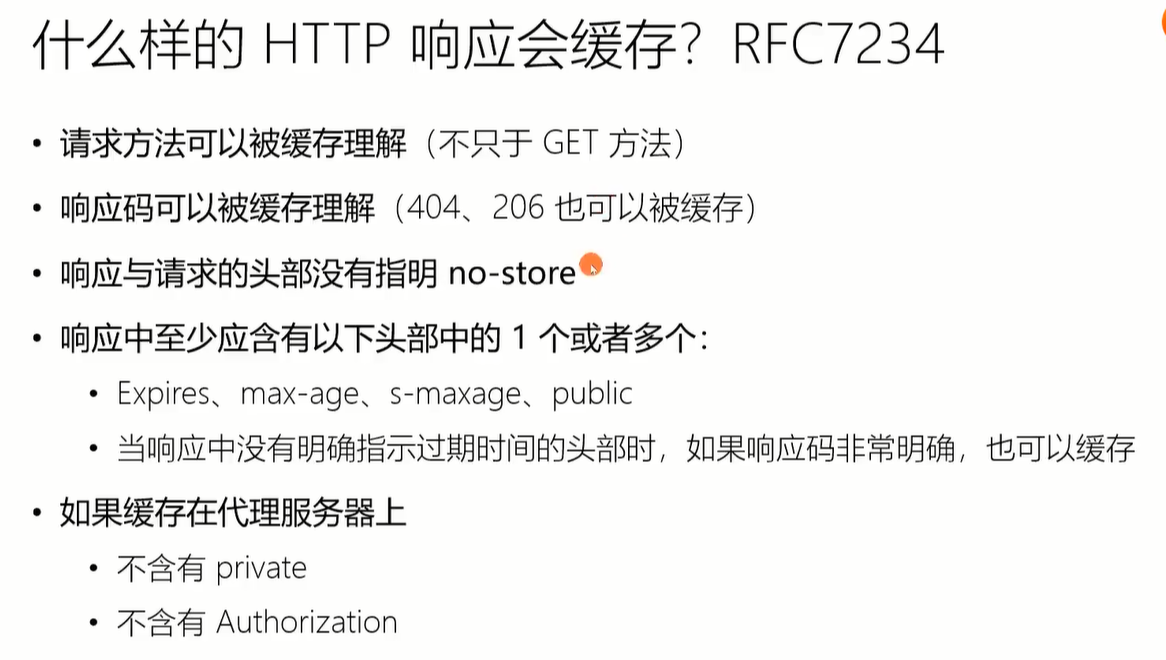 什么样的 HTTP 响应会缓存？RFC7234
• 请求方法可以被缓存理解（不只于 GET 方法）
• 响应码可以被缓存理解（404、206 也可以被缓存）
• 响应与请求的头部没有指明 no-store
• 响应中至少应含有以下头部中的 1 个或者多个：
• Expires、max-age、s-maxage、public
• 当响应中没有明确指示过期时间的头部时，如果响应码非常明确，也可以缓存
• 如果缓存在代理服务器上
• 不含有 private
• 不含有 Authorization